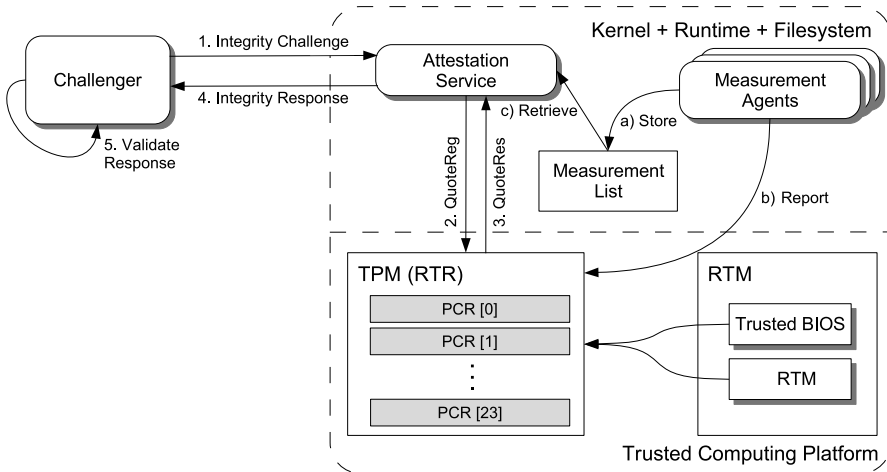 Kernel + Runtime + Filesystem
1. Integrity Challenge
Challenger
Attestation
Service
Measurement
Agents
4. Integrity Response
c) Retrieve
a) Store
5. Validate
Response
2. QuoteReg
3. QuoteRes
Measurement
List
b) Report
TPM (RTR)
PCR [0]
PCR [1]
PCR [23]
RTM
Trusted BIOS
RTM
Trusted Computing Platform